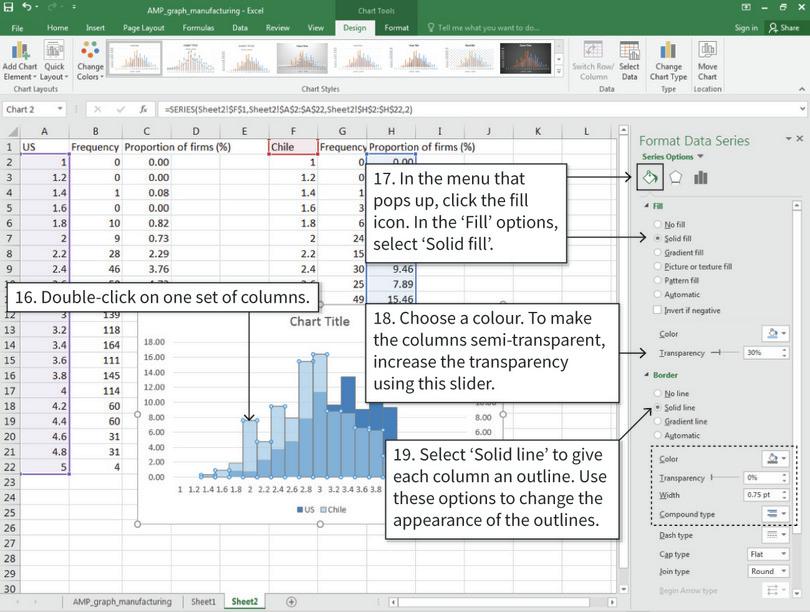 AMP_graph_manufacturing - Excel
Chart Tools
File Home Insert Page Layout Formulas Data Review View Design Format Tell me what you want to do... Sign in Share
Add Chart Element
Quick Layout
Change Colors
Switch Row/ Column
Select Data
Change Chart Type
Move Chart
Chart Layouts Chart Styles Data Type Location
Chart 2 fx =SERIES(Sheet2!$F$1,Sheet2!$A$2:$A$22,Sheet2!$H$2:$H$22,2)
A B C D E F G H I J K L
1 US Frequency Proportion of firms (%) Chile Frequency Proportion of firms (%)
2 1 0 0.00 1 0 0.00
3 1.2 0 0.00 1.2 0
4 1.4 1 0.08 1.4 1
5 1.6 0 0.00 1.6 3
6 1.8 10 0.82 1.8 6
7 2 9 0.73 2 24
8 2.2 28 2.29 2.2 15
9 2.4 46 3.76 2.4 30 9.46
25 7.89
49 15.46
12 3 139
13 3.2 118
14 3.4 164
15 3.6 111
16 3.8 145
17 4 114
18 4.2 60
19 4.4 60
20 4.6 31
21 4.8 31
22 5 4
23
24
25
26
27
28
29
30
16. Double-click on one set of columns.
17. In the menu that
pops up, click the fill
icon. In the ‘Fill’ options,
select ‘Solid fill’.
18. Choose a colour. To make
the columns semi-transparent,
increase the transparency
using this slider.
19. Select ‘Solid line’ to give
each column an outline. Use
these options to change the
appearance of the outlines.
Chart Title
18.00
16.00
14.00
12.00
10.00
8.00 8.00
6.00 6.00
4.00
2.00
0.00
1 1.2 1.4 1.6 1.8 2 2.2 2.4 2.6 2.8 3 3.2 3.4 3.6 3.8
US Chile
Format Data Series
Series Options
Fill
No fill
Solid fill
Gradient fill
Picture or texture fill
Pattern fill
Automatic
Invert if negative
Color
Transparency 30%
Border
No line
Solid line
Gradient line
Automatic
Color
Transparency 0%
Width 0.75 pt
Compound type
Dash type
Cap type Flat
Join type Round
Begin Arrow type
AMP_graph_manufacturing Sheet1 Sheet2